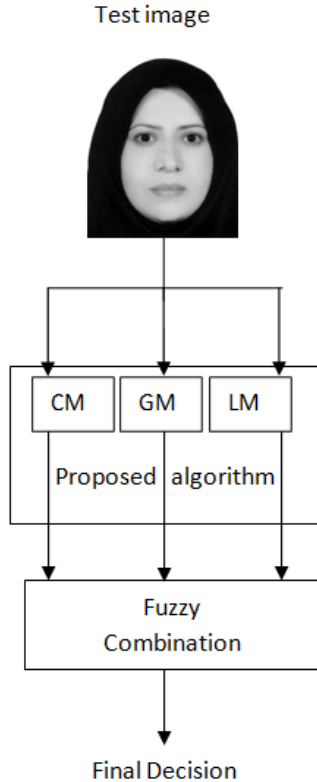 Test image
CM GM LM
Proposed algorithm
Fuzzy
Combination
Final Decision